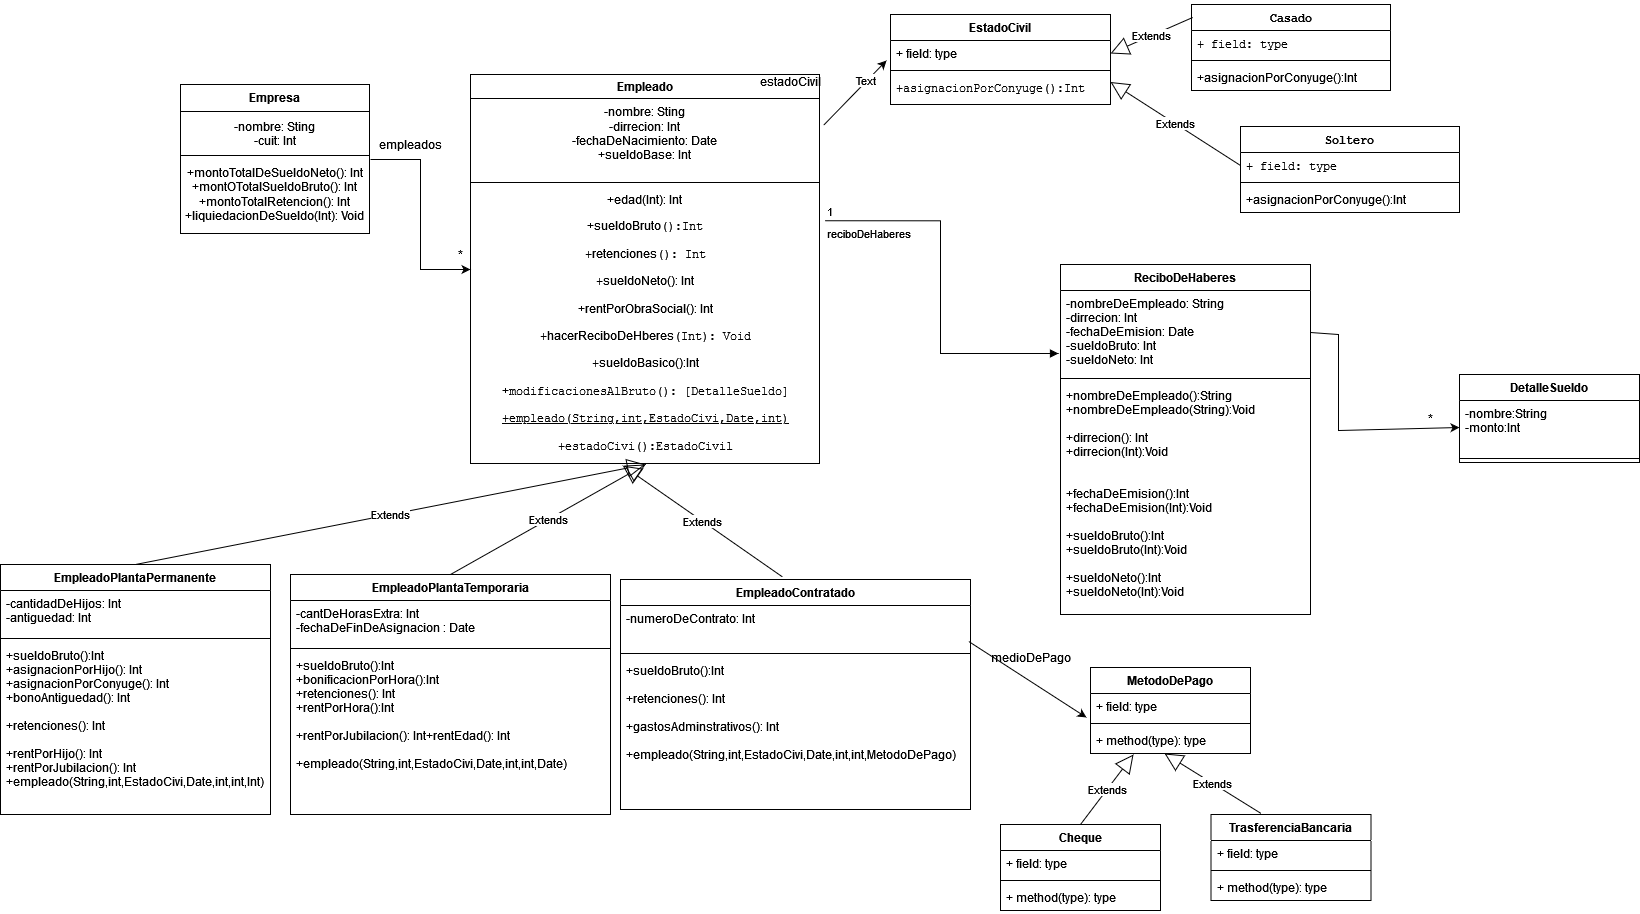 Empresa
-nombre: Sting
-cuit: Int
+montoTotalDeSueldoNeto(): Int
+montOTotalSueldoBruto(): Int
+montoTotalRetencion(): Int
+liquiedacionDeSueldo(Int): Void
empleados
*
Empleado
estadoCivil
-nombre: Sting
-dirrecion: Int
-fechaDeNacimiento: Date
+sueldoBase: Int
+edad(Int): Int
+sueldoBruto():Int
+retenciones(): Int
+sueldoNeto(): Int
+rentPorObraSocial(): Int
+hacerReciboDeHberes(Int): Void
+sueldoBasico():Int
+modificacionesAlBruto(): [DetalleSueldo]
+empleado(String,int,EstadoCivi,Date,int)
+estadoCivi():EstadoCivil
Text
EstadoCivil
+ field: type
+asignacionPorConyuge():Int
Extends
Casado
+ field: type
+asignacionPorConyuge():Int
Extends
Soltero
+ field: type
+asignacionPorConyuge():Int
1
reciboDeHaberes
ReciboDeHaberes
-nombreDeEmpleado: String
-dirrecion: Int
-fechaDeEmision: Date
-sueldoBruto: Int
-sueldoNeto: Int
+nombreDeEmpleado():String
+nombreDeEmpleado(String):Void
+dirrecion(): Int
+dirrecion(Int):Void
+fechaDeEmision():Int
+fechaDeEmision(Int):Void
+sueldoBruto():Int
+sueldoBruto(Int):Void
+sueldoNeto():Int
+sueldoNeto(Int):Void
*
DetalleSueldo
-nombre:String
-monto:Int
Extends
Extends
Extends
EmpleadoPlantaPermanente
-cantidadDeHijos: Int
-antiguedad: Int
+sueldoBruto():Int
+asignacionPorHijo(): Int
+asignacionPorConyuge(): Int
+bonoAntiguedad(): Int
+retenciones(): Int
+rentPorHijo(): Int
+rentPorJubilacion(): Int
+empleado(String,int,EstadoCivi,Date,int,int,Int)
EmpleadoPlantaTemporaria
-cantDeHorasExtra: Int
-fechaDeFinDeAsignacion : Date
+sueldoBruto():Int
+bonificacionPorHora():Int
+retenciones(): Int
+rentPorHora():Int
+rentPorJubilacion(): Int+rentEdad(): Int
+empleado(String,int,EstadoCivi,Date,int,int,Date)
EmpleadoContratado
-numeroDeContrato: Int
+sueldoBruto():Int
+retenciones(): Int
+gastosAdminstrativos(): Int
+empleado(String,int,EstadoCivi,Date,int,int,MetodoDePago)
medioDePago
MetodoDePago
+ field: type
+ method(type): type
Extends
Extends
Cheque
+ field: type
+ method(type): type
TrasferenciaBancaria
+ field: type
+ method(type): type